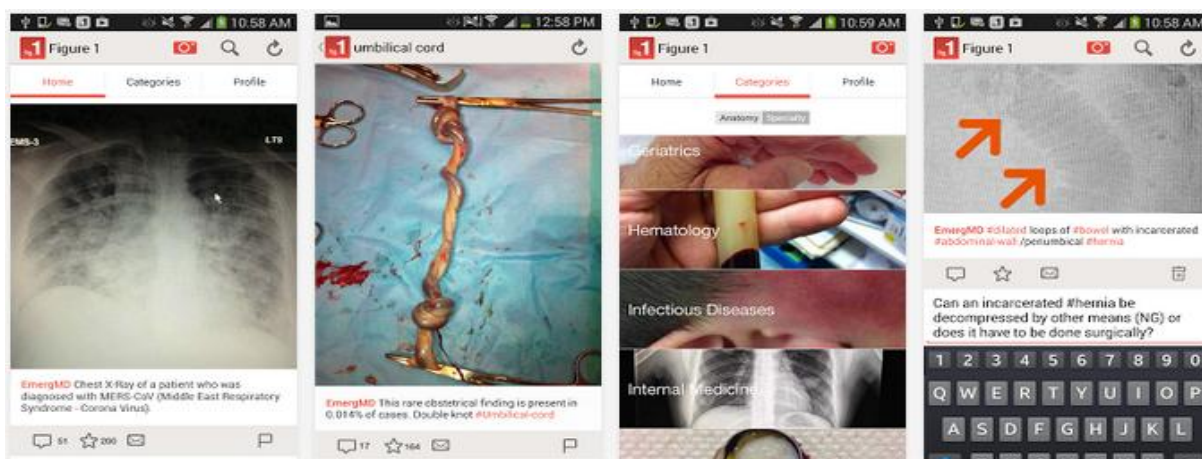 10:58 AM
1 Figure 1
Home Categories Profile
EMS-3
LT9
EmergMD Chest X-Ray of a patient who was
diagnosed with MERS-CoV (Middle East Respiratory
Syndrome - Corona Virus).
51 200
12:58 PM
1 umbilical cord
EmergMD This rare obstetrical finding is present in
0.014% of cases. Double knot #Umbilical-cord
17 164
10:59 AM
1 Figure 1
Home Categories Profile
Anatomy Specialty
Geriatrics
Hematology
Infectious Diseases
Internal Medicine
10:58 AM
1 Figure 1
EmergMD #dilated loops of #bowel with incarcerated
#abdominal-wall /periumbical #hernia
Can an incarcerated #hernia be
decompressed by other means (NG) or
does it have to be done surgically?
1 2 3 4 5 6 7 8 9 0
Q W E R T Y U I O P
A S D F G H J K L